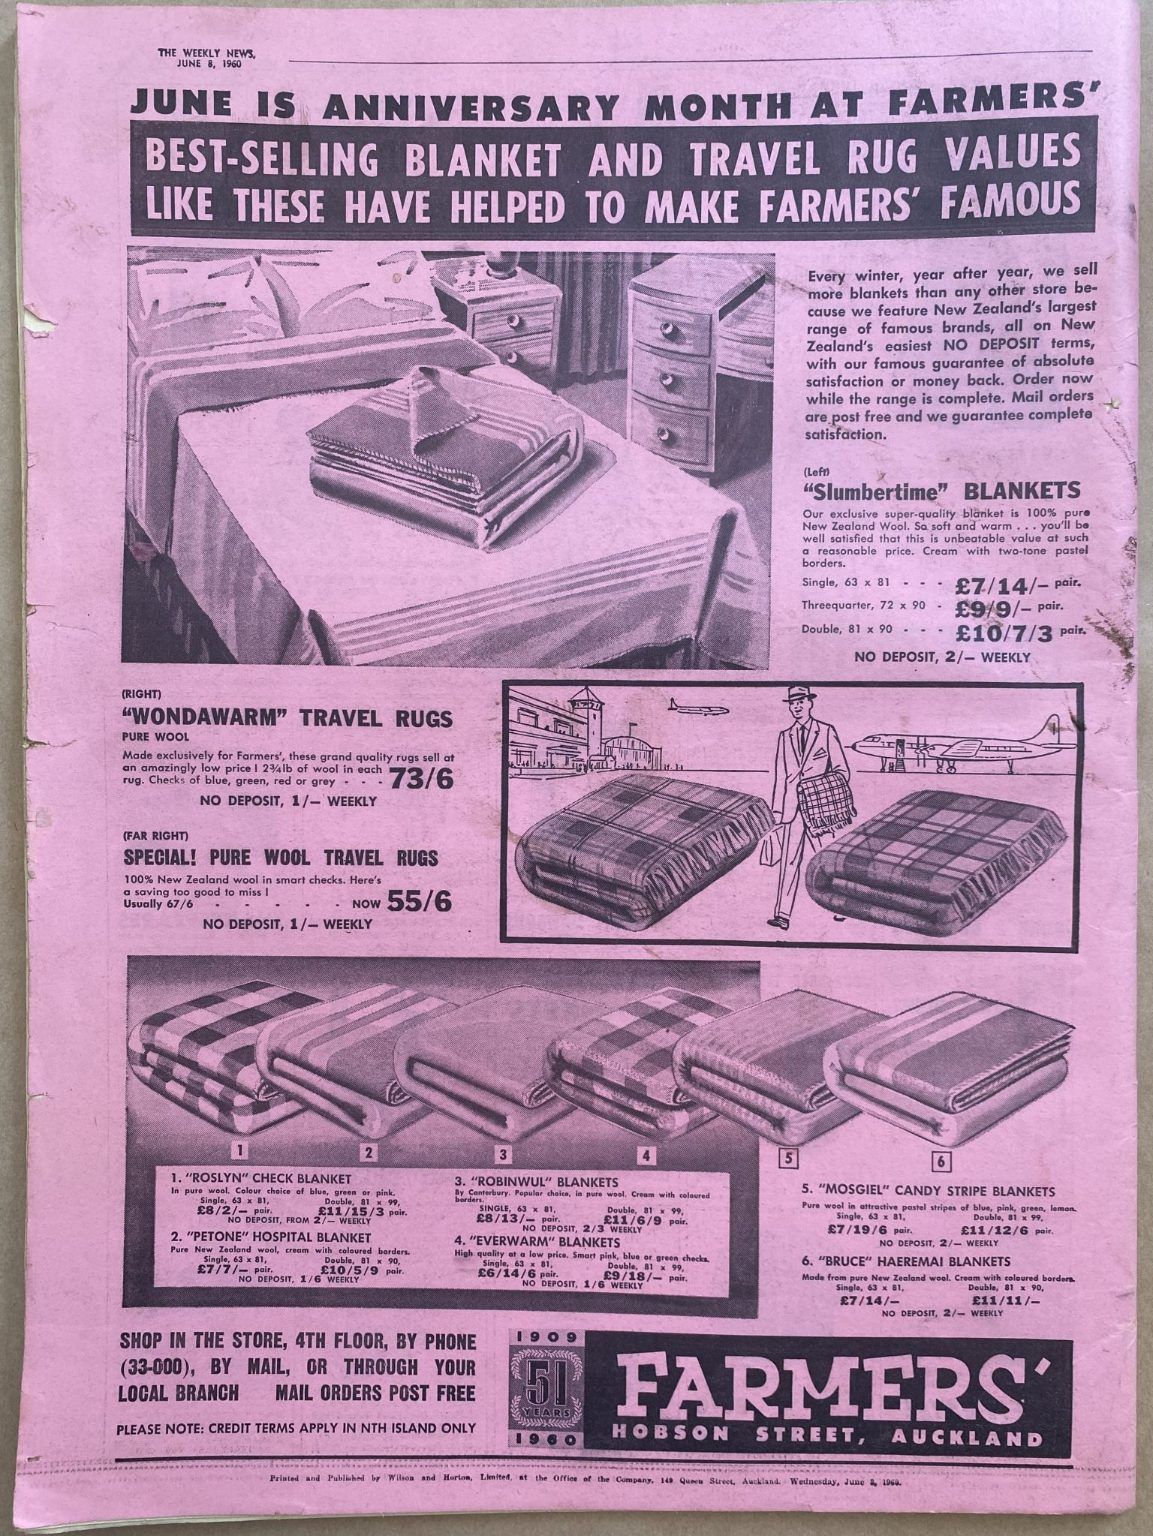 THE WEEKLY NEWS,
JUNE 8, 1960
JUNE IS ANNIVERSARY MONTH AT FARMERS'
BEST-SELLING BLANKET AND TRAVEL RUG VALUES
LIKE THESE HAVE HELPED TO MAKE FARMERS' FAMOUS
Every winter, year after year, we sell
more blankets than any other store be-
cause we feature New Zealand's largest
range of famous brands, all on New
Zealand's easiest NO DEPOSIT terms,
with our famous guarantee of absolute
satisfaction or money back. Order now
while the range is complete. Mail orders
are post free and we guarantee complete
satisfaction.
(Left)
"Slumbertime" BLANKETS
Our exclusive super-quality blanket is 100% pure
New Zealand Wool. So soft and warm . . . you'll be
well satisfied that this is unbeatable value at such
a reasonable price. Cream with two-tone pastel
borders.
Single, 63 x 81 - - - £7/14/- pair.
Threequarter, 72 x 90 - £9/9/- pair.
Double, 81 x 90 - - - £10/7/3 pair.
NO DEPOSIT, 2/- WEEKLY
(RIGHT)
"WONDAWARM" TRAVEL RUGS
PURE WOOL
Made exclusively for Farmers', these grand quality rugs sell at
an amazingly low price! 2¾lb of wool in each
rug. Checks of blue, green, red or grey - - - 73/6
NO DEPOSIT, 1/- WEEKLY
(FAR RIGHT)
SPECIAL! PURE WOOL TRAVEL RUGS
100% New Zealand wool in smart checks. Here's
a saving too good to miss!
Usually 67/6 - - - - - NOW 55/6
NO DEPOSIT, 1/- WEEKLY
1
2
3
4
5
6
1. "ROSLYN" CHECK BLANKET
In pure wool. Colour choice of blue, green or pink.
Single, 63 x 81, Double, 81 x 99,
£8/2/- pair. £11/15/3 pair.
NO DEPOSIT, FROM 2/- WEEKLY
2. "PETONE" HOSPITAL BLANKET
Pure New Zealand wool, cream with coloured borders.
Single, 63 x 81, Double, 81 x 90,
£7/7/- pair. £10/5/9 pair.
NO DEPOSIT, 1/6 WEEKLY
3. "ROBINWUL" BLANKETS
By Canterbury. Popular choice, in pure wool. Cream with coloured
borders.
SINGLE, 63 x 81, Double, 81 x 99,
£8/13/- pair. £11/6/9 pair.
NO DEPOSIT, 2/3 WEEKLY
4. "EVERWARM" BLANKETS
High quality at a low price. Smart pink, blue or green checks.
Single, 63 x 81, Double, 81 x 99,
£6/14/6 pair. £9/18/- pair.
NO DEPOSIT, 1/6 WEEKLY
5. "MOSGIEL" CANDY STRIPE BLANKETS
Pure wool in attractive pastel stripes of blue, pink, green, lemon.
Single, 63 x 81, Double, 81 x 99,
£7/19/6 pair. £11/12/6 pair.
NO DEPOSIT, 2/- WEEKLY
6. "BRUCE" HAEREMAI BLANKETS
Made from pure New Zealand wool. Cream with coloured borders.
Single, 63 x 81, Double, 81 x 90,
£7/14/- £11/11/-
NO DEPOSIT, 2/- WEEKLY
SHOP IN THE STORE, 4TH FLOOR, BY PHONE
(33-000), BY MAIL, OR THROUGH YOUR
LOCAL BRANCH MAIL ORDERS POST FREE
PLEASE NOTE: CREDIT TERMS APPLY IN NTH ISLAND ONLY
1909
51
YEARS
1960
FARMERS'
HOBSON STREET, AUCKLAND
Printed and Published by Wilson and Horton, Limited, at the Office of the Company, 149 Queen Street, Auckland. Wednesday, June 8, 1960.